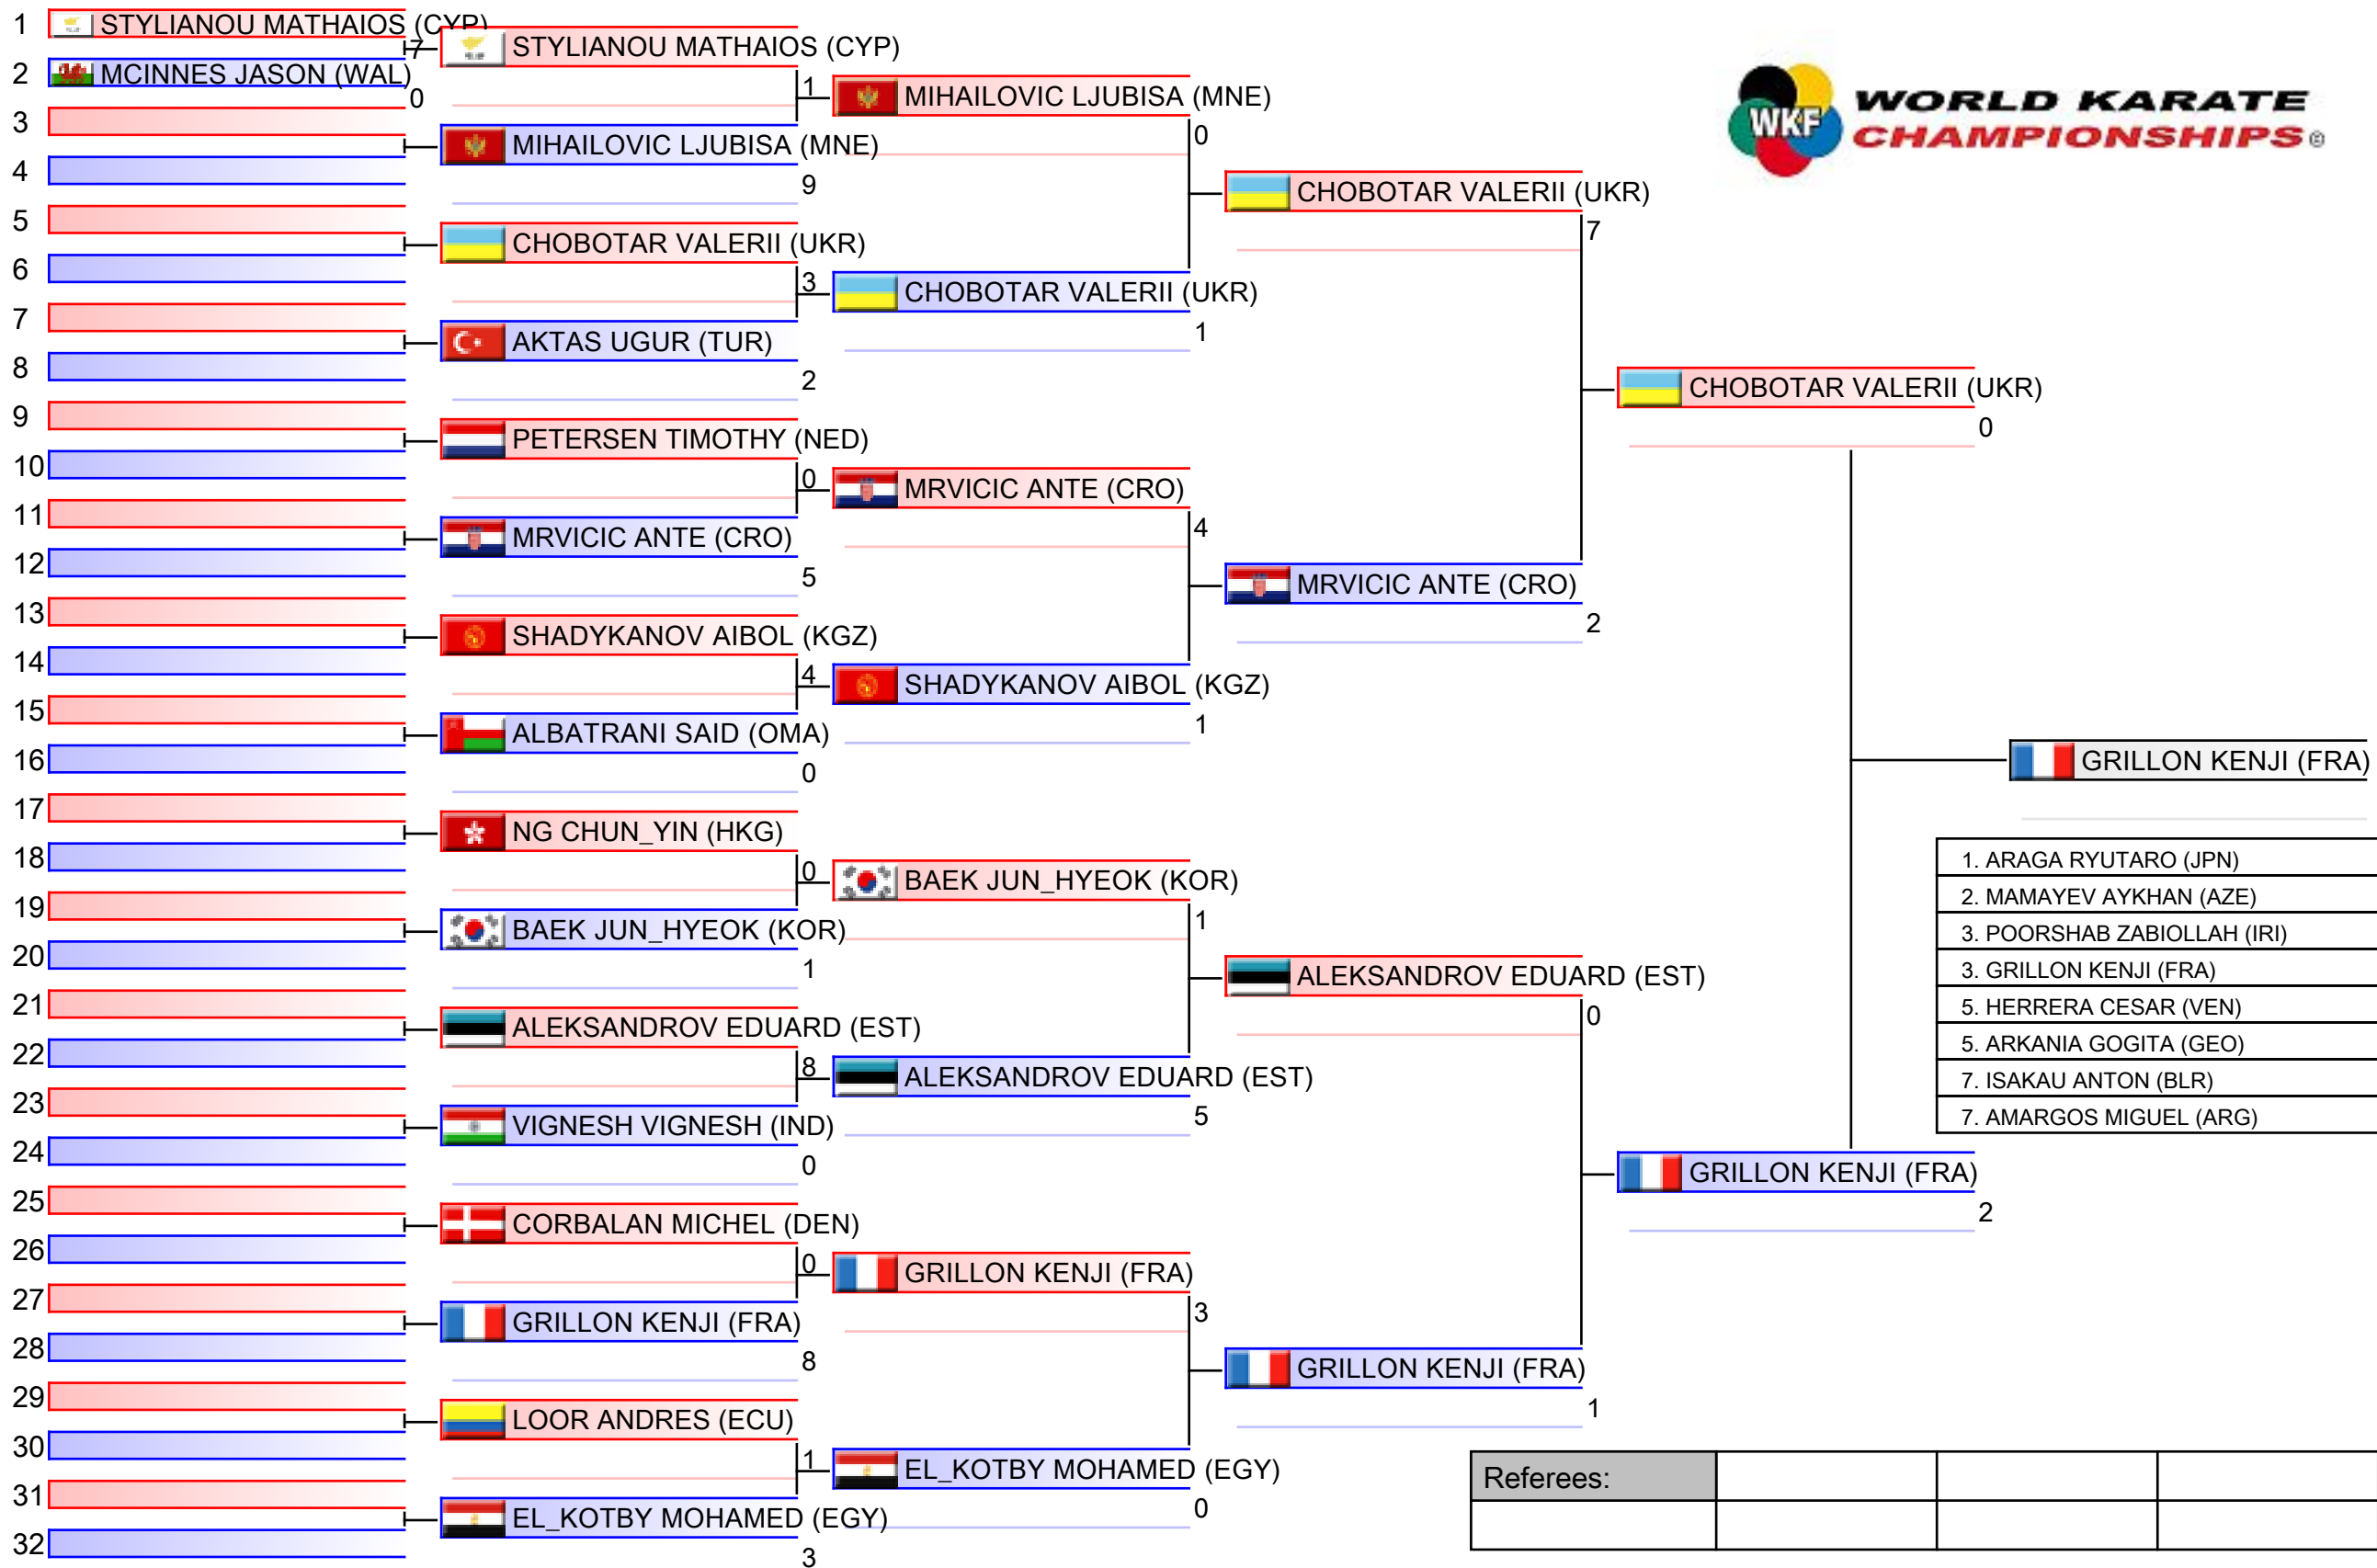 WKF
WORLD KARATE
CHAMPIONSHIPS ©
1 STYLIANOU MATHAIOS (CYP)
7
2 MCINNES JASON (WAL)
0
3
4
5
6
7
8
9
10
11
12
13
14
15
16
17
18
19
20
21
22
23
24
25
26
27
28
29
30
31
32
STYLIANOU MATHAIOS (CYP)
1
MIHAILOVIC LJUBISA (MNE)
9
CHOBOTAR VALERII (UKR)
3
AKTAS UGUR (TUR)
2
PETERSEN TIMOTHY (NED)
0
MRVICIC ANTE (CRO)
5
SHADYKANOV AIBOL (KGZ)
4
ALBATRANI SAID (OMA)
0
NG CHUN_YIN (HKG)
0
BAEK JUN_HYEOK (KOR)
1
ALEKSANDROV EDUARD (EST)
8
VIGNESH VIGNESH (IND)
0
CORBALAN MICHEL (DEN)
0
GRILLON KENJI (FRA)
8
LOOR ANDRES (ECU)
1
EL_KOTBY MOHAMED (EGY)
3
MIHAILOVIC LJUBISA (MNE)
0
CHOBOTAR VALERII (UKR)
1
MRVICIC ANTE (CRO)
4
SHADYKANOV AIBOL (KGZ)
1
BAEK JUN_HYEOK (KOR)
1
ALEKSANDROV EDUARD (EST)
5
GRILLON KENJI (FRA)
3
EL_KOTBY MOHAMED (EGY)
0
CHOBOTAR VALERII (UKR)
7
MRVICIC ANTE (CRO)
2
ALEKSANDROV EDUARD (EST)
0
GRILLON KENJI (FRA)
1
CHOBOTAR VALERII (UKR)
0
GRILLON KENJI (FRA)
2
GRILLON KENJI (FRA)
1. ARAGA RYUTARO (JPN)
2. MAMAYEV AYKHAN (AZE)
3. POORSHAB ZABIOLLAH (IRI)
3. GRILLON KENJI (FRA)
5. HERRERA CESAR (VEN)
5. ARKANIA GOGITA (GEO)
7. ISAKAU ANTON (BLR)
7. AMARGOS MIGUEL (ARG)
Referees: